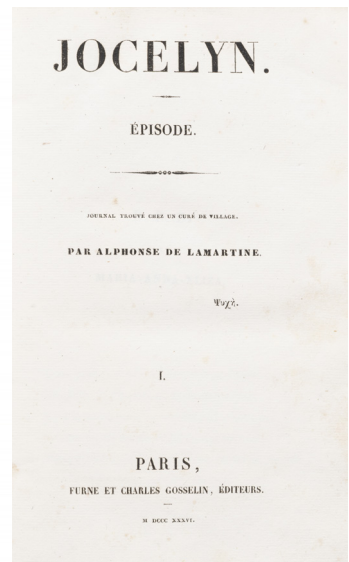 JOCELYN.
ÉPISODE.
JOURNAL TROUVÉ CHEZ UN CURÉ DE VILLAGE.
PAR ALPHONSE DE LAMARTINE.
Ψυχὴ.
I.
PARIS,
FURNE ET CHARLES GOSSELIN, ÉDITEURS.
M DCCC XXXVI.